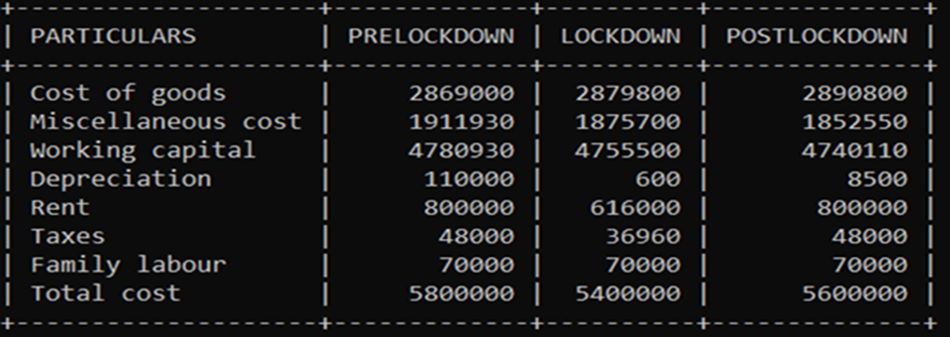 +---------------------+-------------+----------+--------------+
| PARTICULARS         | PRELOCKDOWN | LOCKDOWN | POSTLOCKDOWN |
+---------------------+-------------+----------+--------------+
| Cost of goods       |     2869000 |  2879800 |      2890800 |
| Miscellaneous cost  |     1911930 |  1875700 |      1852550 |
| Working capital     |     4780930 |  4755500 |      4740110 |
| Depreciation        |      110000 |      600 |         8500 |
| Rent                |      800000 |   616000 |       800000 |
| Taxes               |       48000 |    36960 |        48000 |
| Family labour       |       70000 |    70000 |        70000 |
| Total cost          |     5800000 |  5400000 |      5600000 |
+---------------------+-------------+----------+--------------+